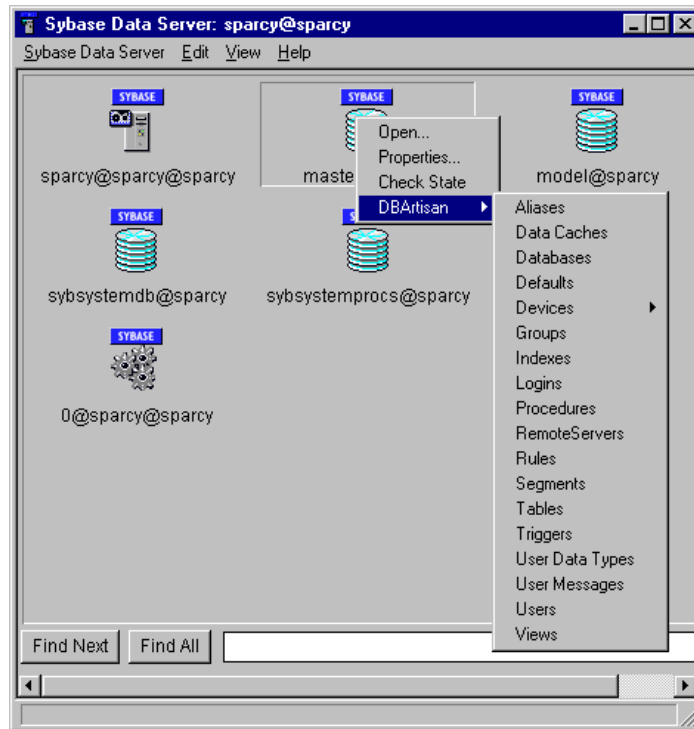 Sybase Data Server: sparcy@sparcy
Sybase Data Server Edit View Help
SYBASE
sparcy@sparcy@sparcy
SYBASE
SYBASE
model@sparcy
Open...
Properties...
Check State
DBArtisan
SYBASE
sybsystemdb@sparcy
sybsystemprocs@sparcy
SYBASE
0@sparcy@sparcy
Aliases
Data Caches
Databases
Defaults
Devices
Groups
Indexes
Logins
Procedures
RemoteServers
Rules
Segments
Tables
Triggers
User Data Types
User Messages
Users
Views
Find Next Find All